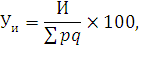 Уи = И / ∑ pq × 100,